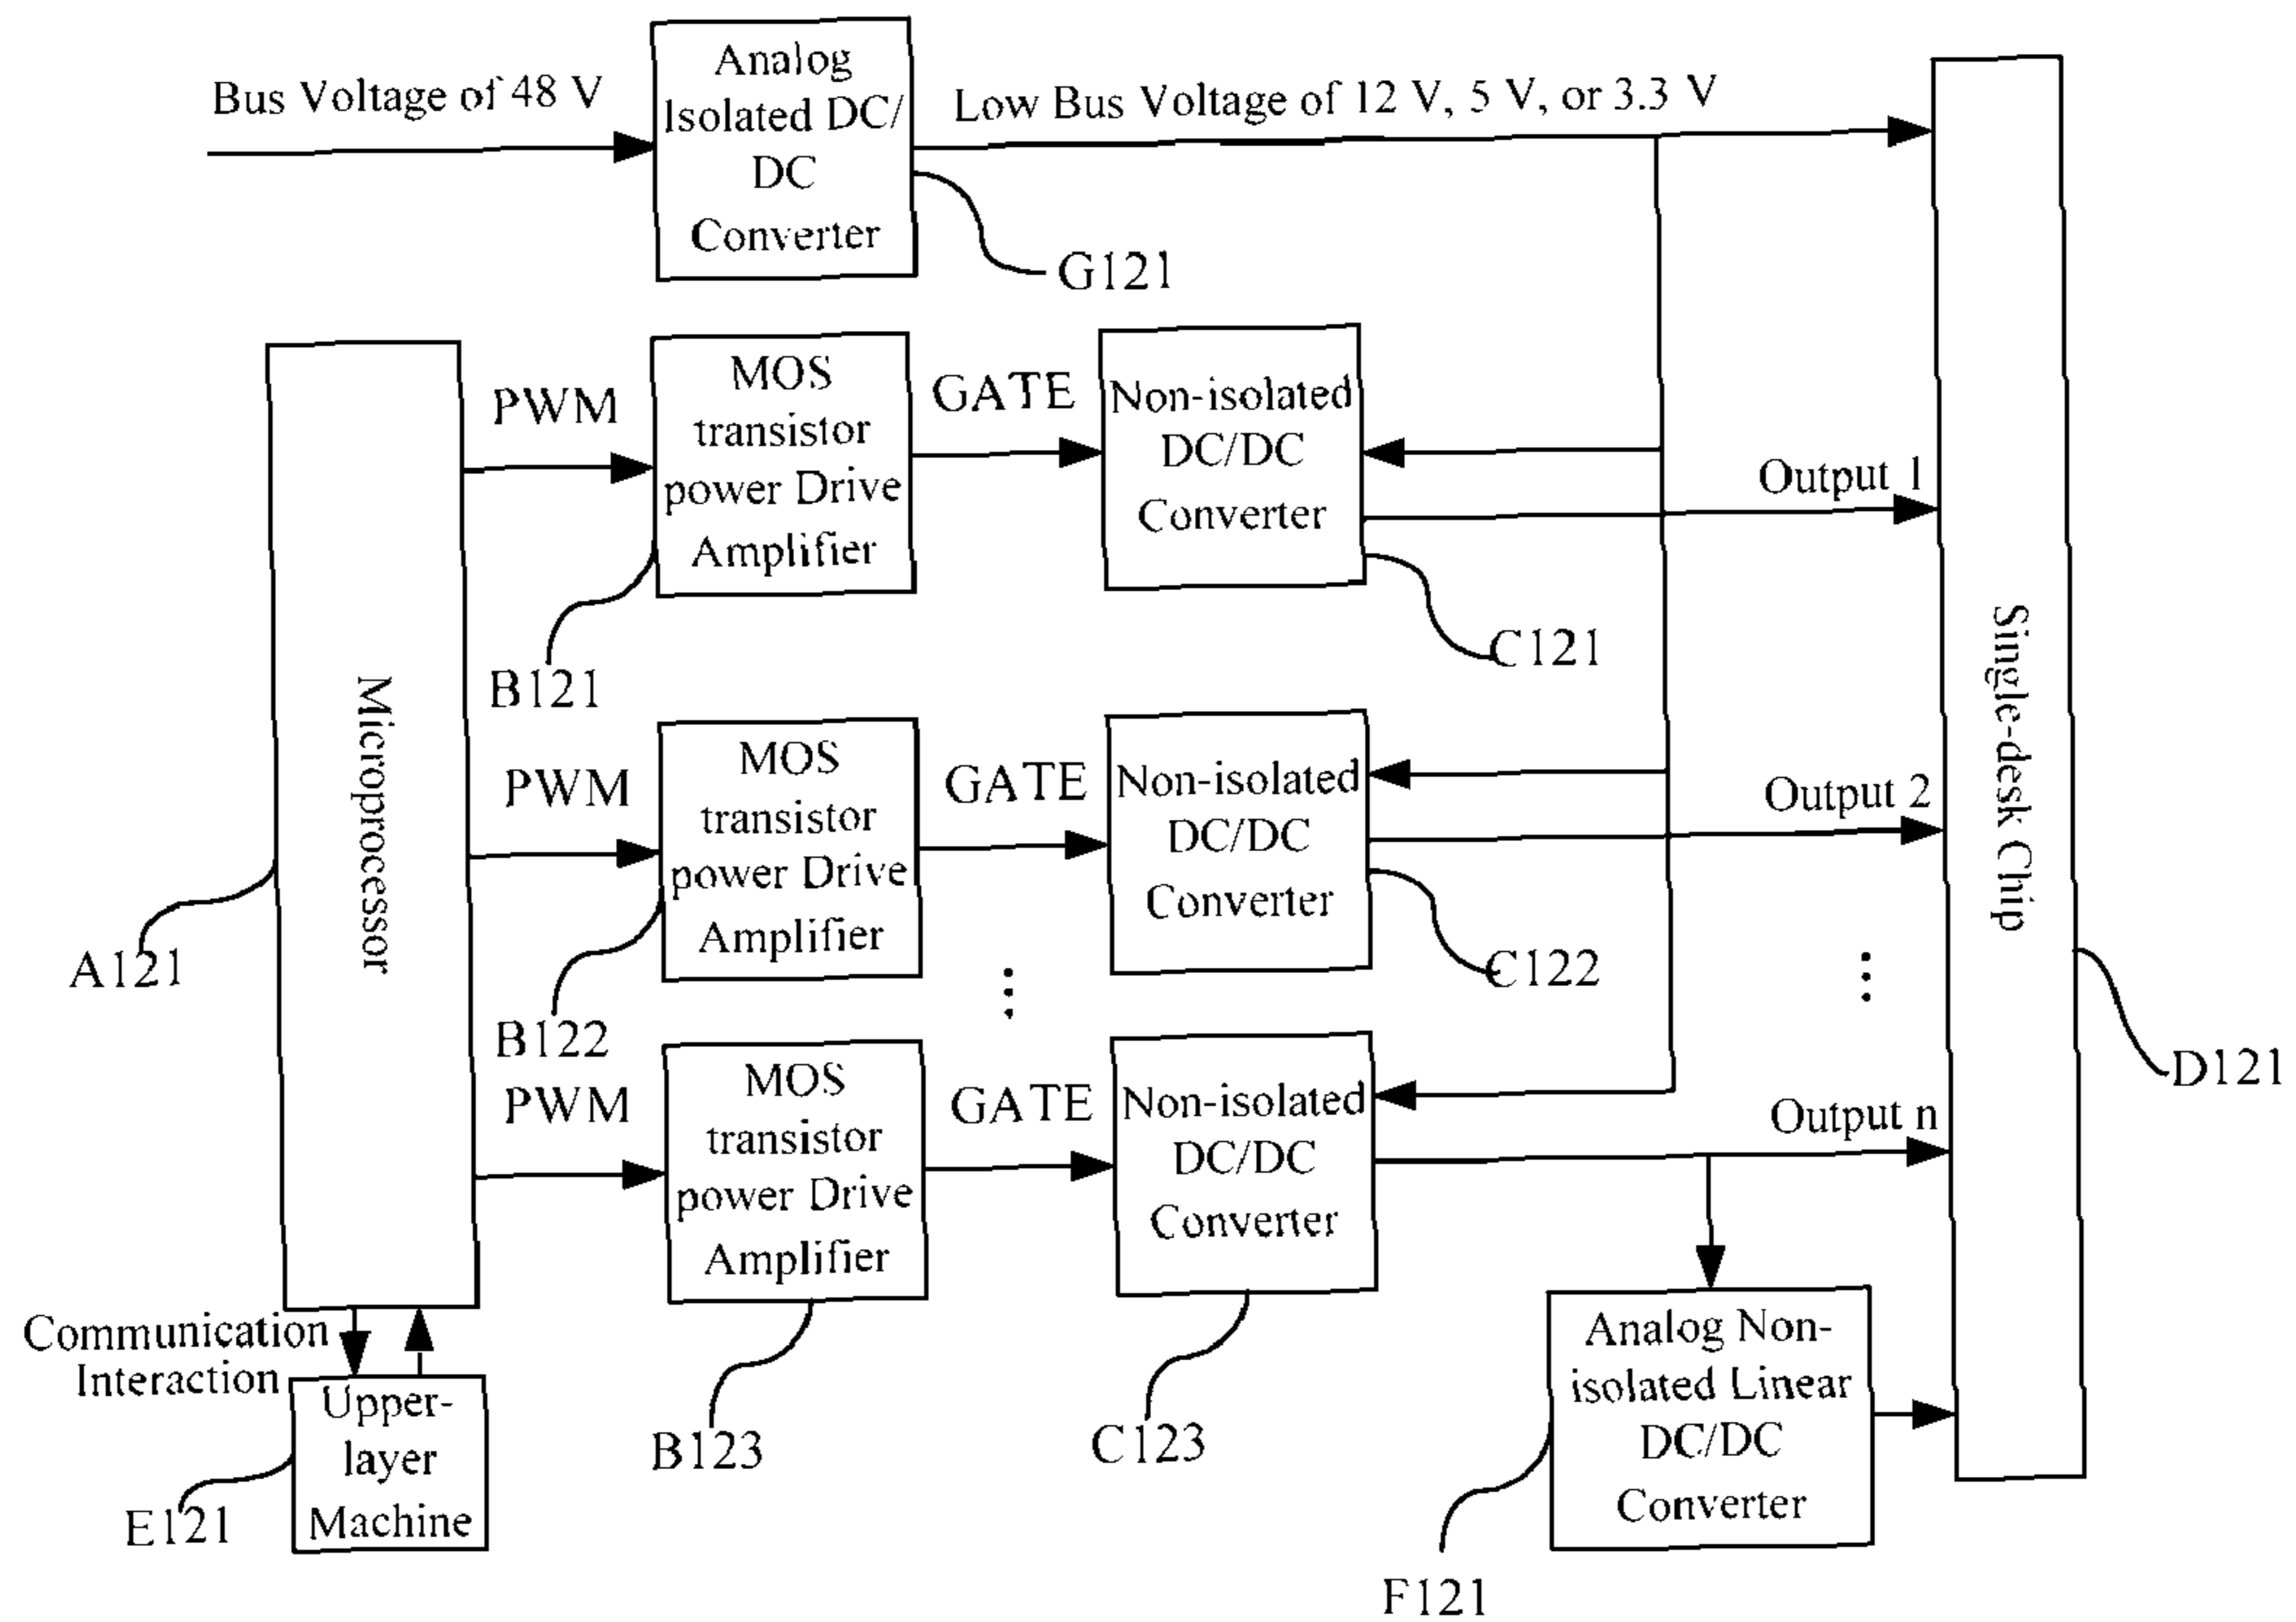 Bus Voltage of 48 V
Analog
Isolated DC/
DC
Converter
Low Bus Voltage of 12 V, 5 V, or 3.3 V
G121
Microprocessor
PWM
MOS
transistor
power Drive
Amplifier
GATE
Non-isolated
DC/DC
Converter
Output 1
B121
C121
Single-desk Chip
PWM
MOS
transistor
power Drive
Amplifier
GATE
Non-isolated
DC/DC
Converter
Output 2
A121
B122
C122
D121
PWM
MOS
transistor
power Drive
Amplifier
GATE
Non-isolated
DC/DC
Converter
Output n
Communication
Interaction
Upper-
layer
Machine
E121
B123
C123
Analog Non-
isolated Linear
DC/DC
Converter
F121